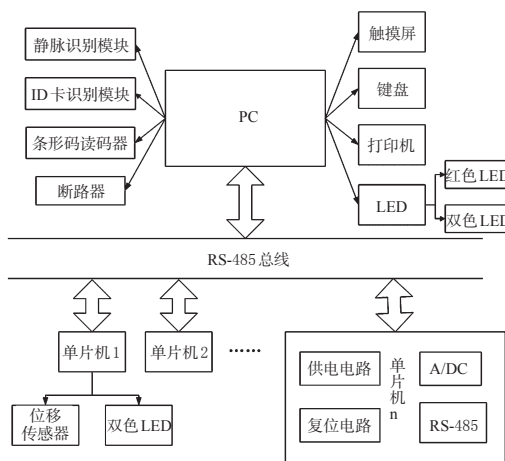 静脉识别模块
ID卡识别模块
条形码读码器
断路器
PC
触摸屏
键盘
打印机
LED
红色LED
双色LED
RS-485总线
单片机1
单片机2
……
位移
传感器
双色LED
供电电路
复位电路
单片机n
A/DC
RS-485